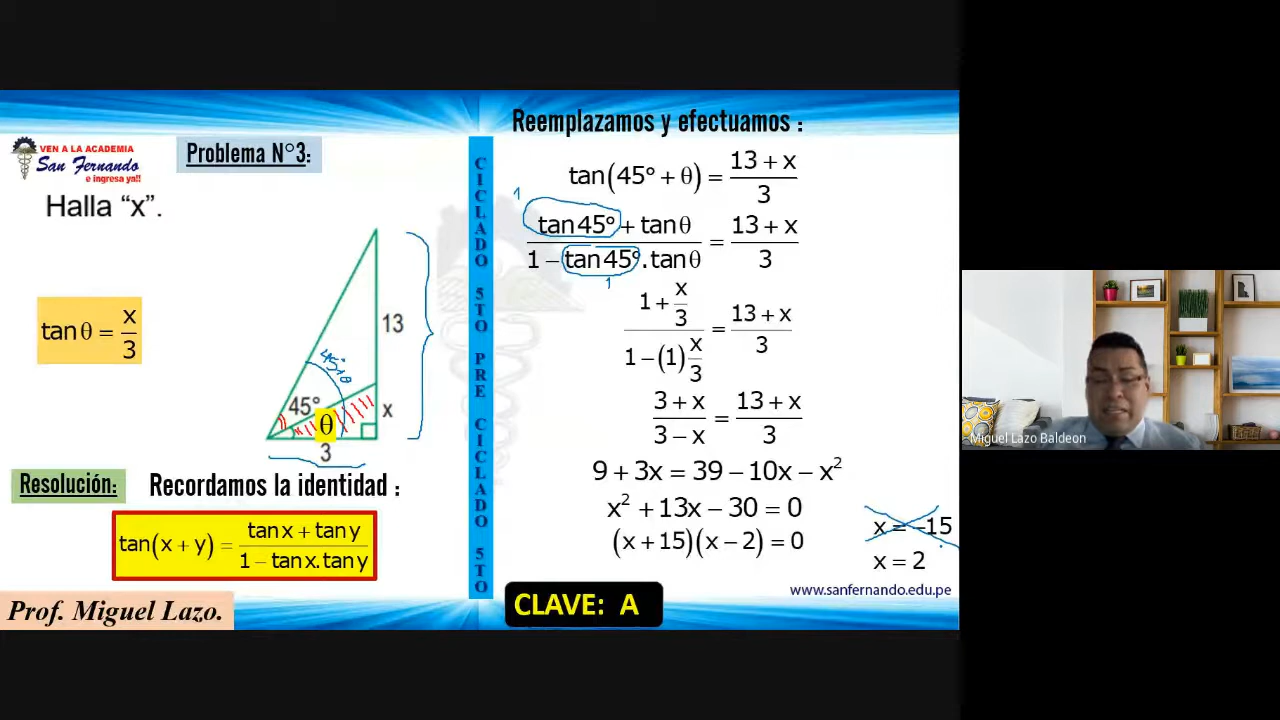 VEN A LA ACADEMIA
San Fernando
e ingresa ya!!
Problema N°3:
Halla “x”.
tanθ = x/3
13
45°+θ
45°
θ
x
3
Resolución:
Recordamos la identidad :
tan(x + y) = (tanx + tany)/(1 − tanx.tany)
Prof. Miguel Lazo.
CICLADO 5TO PRE CICLADO 5TO
Reemplazamos y efectuamos :
tan(45° + θ) = (13 + x)/3
1
(tan45° + tanθ)/(1 − tan45°.tanθ) = (13 + x)/3
1
(1 + x/3)/(1 − (1)x/3) = (13 + x)/3
(3 + x)/(3 − x) = (13 + x)/3
9 + 3x = 39 − 10x − x²
x² + 13x − 30 = 0
(x + 15)(x − 2) = 0
x = −15
x = 2
www.sanfernando.edu.pe
CLAVE: A
Miguel Lazo Baldeon